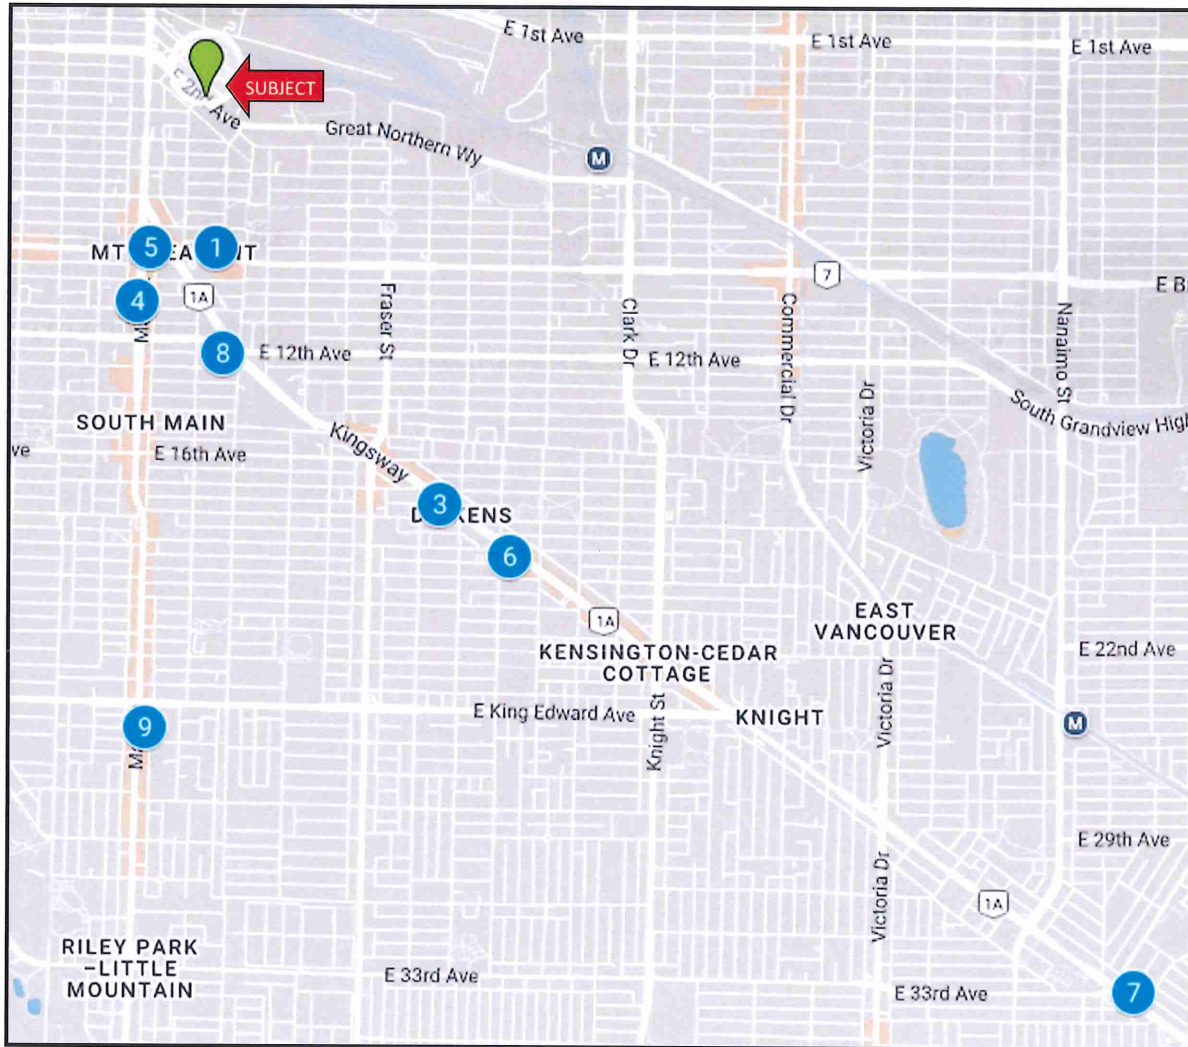 E 1st Ave
E 1st Ave
E 1st Ave
SUBJECT
E 2nd Ave
Great Northern Wy
M
MT
5
1
7
4
1A
E 12th Ave
8
Fraser St
Clark Dr
E 12th Ave
Commercial Dr
Nanaimo St
Victoria Dr
South Grandview
SOUTH MAIN
E 16th Ave
Kingsway
3
6
1A
EAST
VANCOUVER
KENSINGTON-CEDAR
COTTAGE
E 22nd Ave
E King Edward Ave
Knight St
KNIGHT
Victoria Dr
M
9
E 29th Ave
Victoria Dr
1A
RILEY PARK
–LITTLE
MOUNTAIN
E 33rd Ave
E 33rd Ave
7